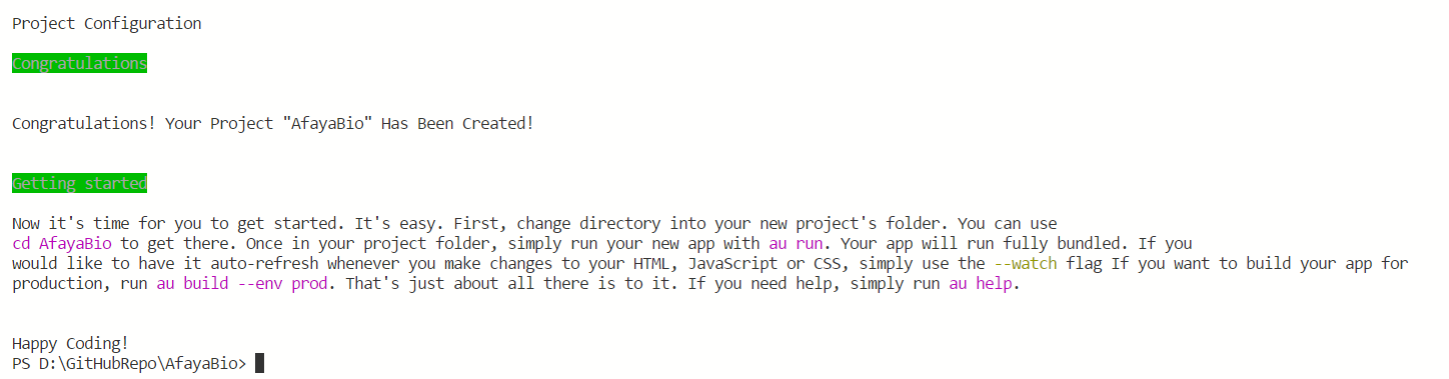 Project Configuration
Congratulations
Congratulations! Your Project "AfayaBio" Has Been Created!
Getting started
Now it's time for you to get started. It's easy. First, change directory into your new project's folder. You can use
cd AfayaBio to get there. Once in your project folder, simply run your new app with au run. Your app will run fully bundled. If you
would like to have it auto-refresh whenever you make changes to your HTML, JavaScript or CSS, simply use the --watch flag If you want to build your app for
production, run au build --env prod. That's just about all there is to it. If you need help, simply run au help.
Happy Coding!
PS D:\GitHubRepo\AfayaBio>